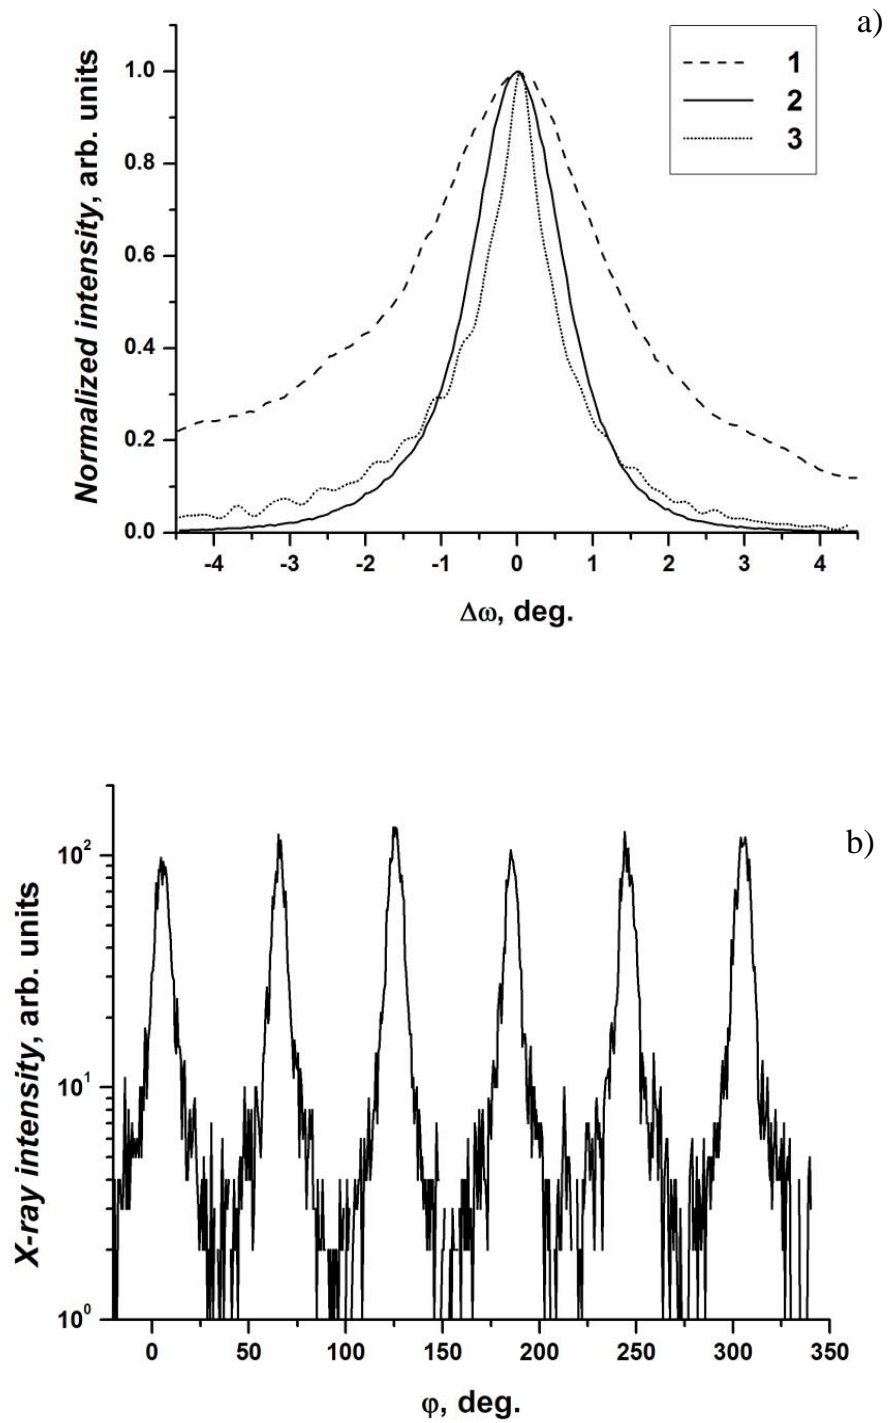 a)
1
2
3
Normalized intensity, arb. units
1.0
0.8
0.6
0.4
0.2
0.0
-4 -3 -2 -1 0 1 2 3 4
Δω, deg.
b)
X-ray intensity, arb. units
10²
10¹
10⁰
0 50 100 150 200 250 300 350
φ, deg.